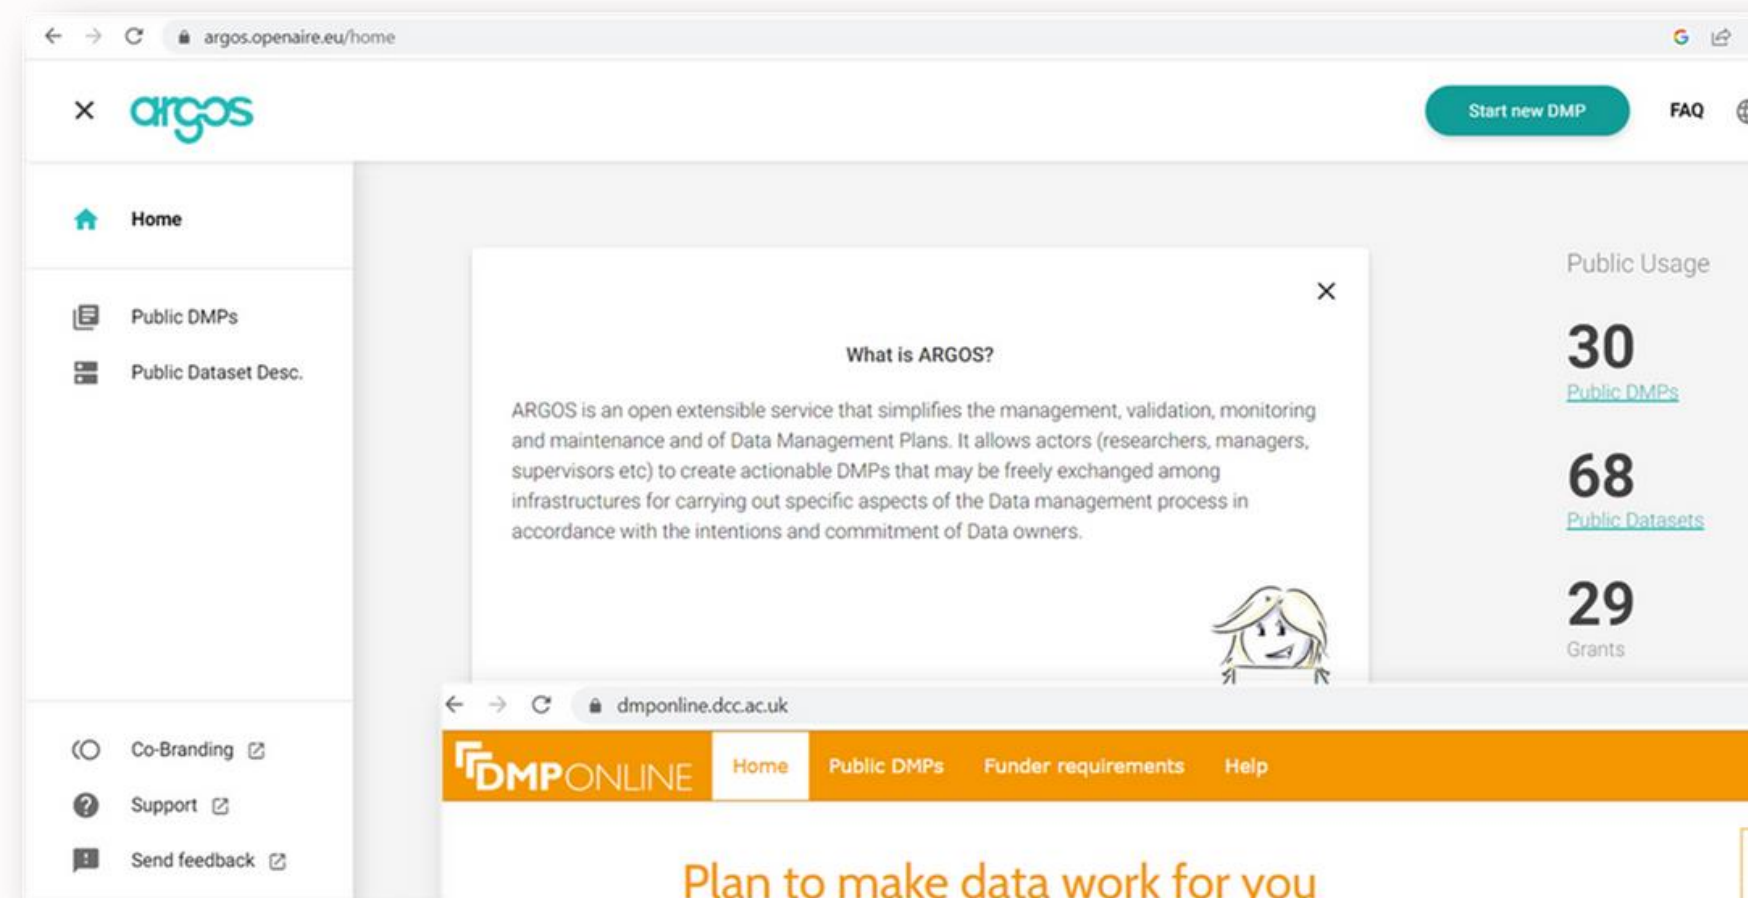 argos.openaire.eu/home
argos
Start new DMP
FAQ
Home
Public DMPs
Public Dataset Desc.
What is ARGOS?
ARGOS is an open extensible service that simplifies the management, validation, monitoring
and maintenance and of Data Management Plans. It allows actors (researchers, managers,
supervisors etc) to create actionable DMPs that may be freely exchanged among
infrastructures for carrying out specific aspects of the Data management process in
accordance with the intentions and commitment of Data owners.
Public Usage
30
Public DMPs
68
Public Datasets
29
Grants
Co-Branding
Support
Send feedback
dmponline.dcc.ac.uk
DMPONLINE
Home
Public DMPs
Funder requirements
Help
Plan to make data work for you